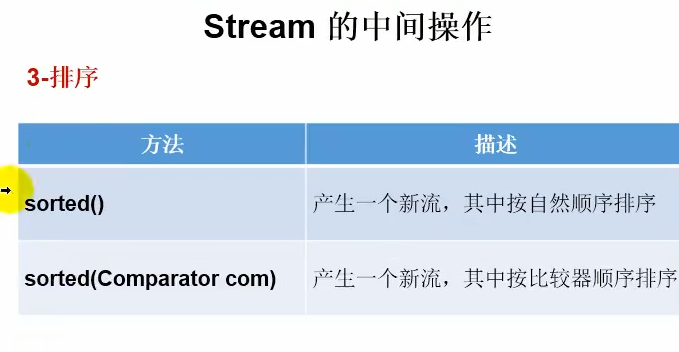 Stream 的中间操作
3-排序
方法 描述
sorted() 产生一个新流，其中按自然顺序排序
sorted(Comparator com) 产生一个新流，其中按比较器顺序排序